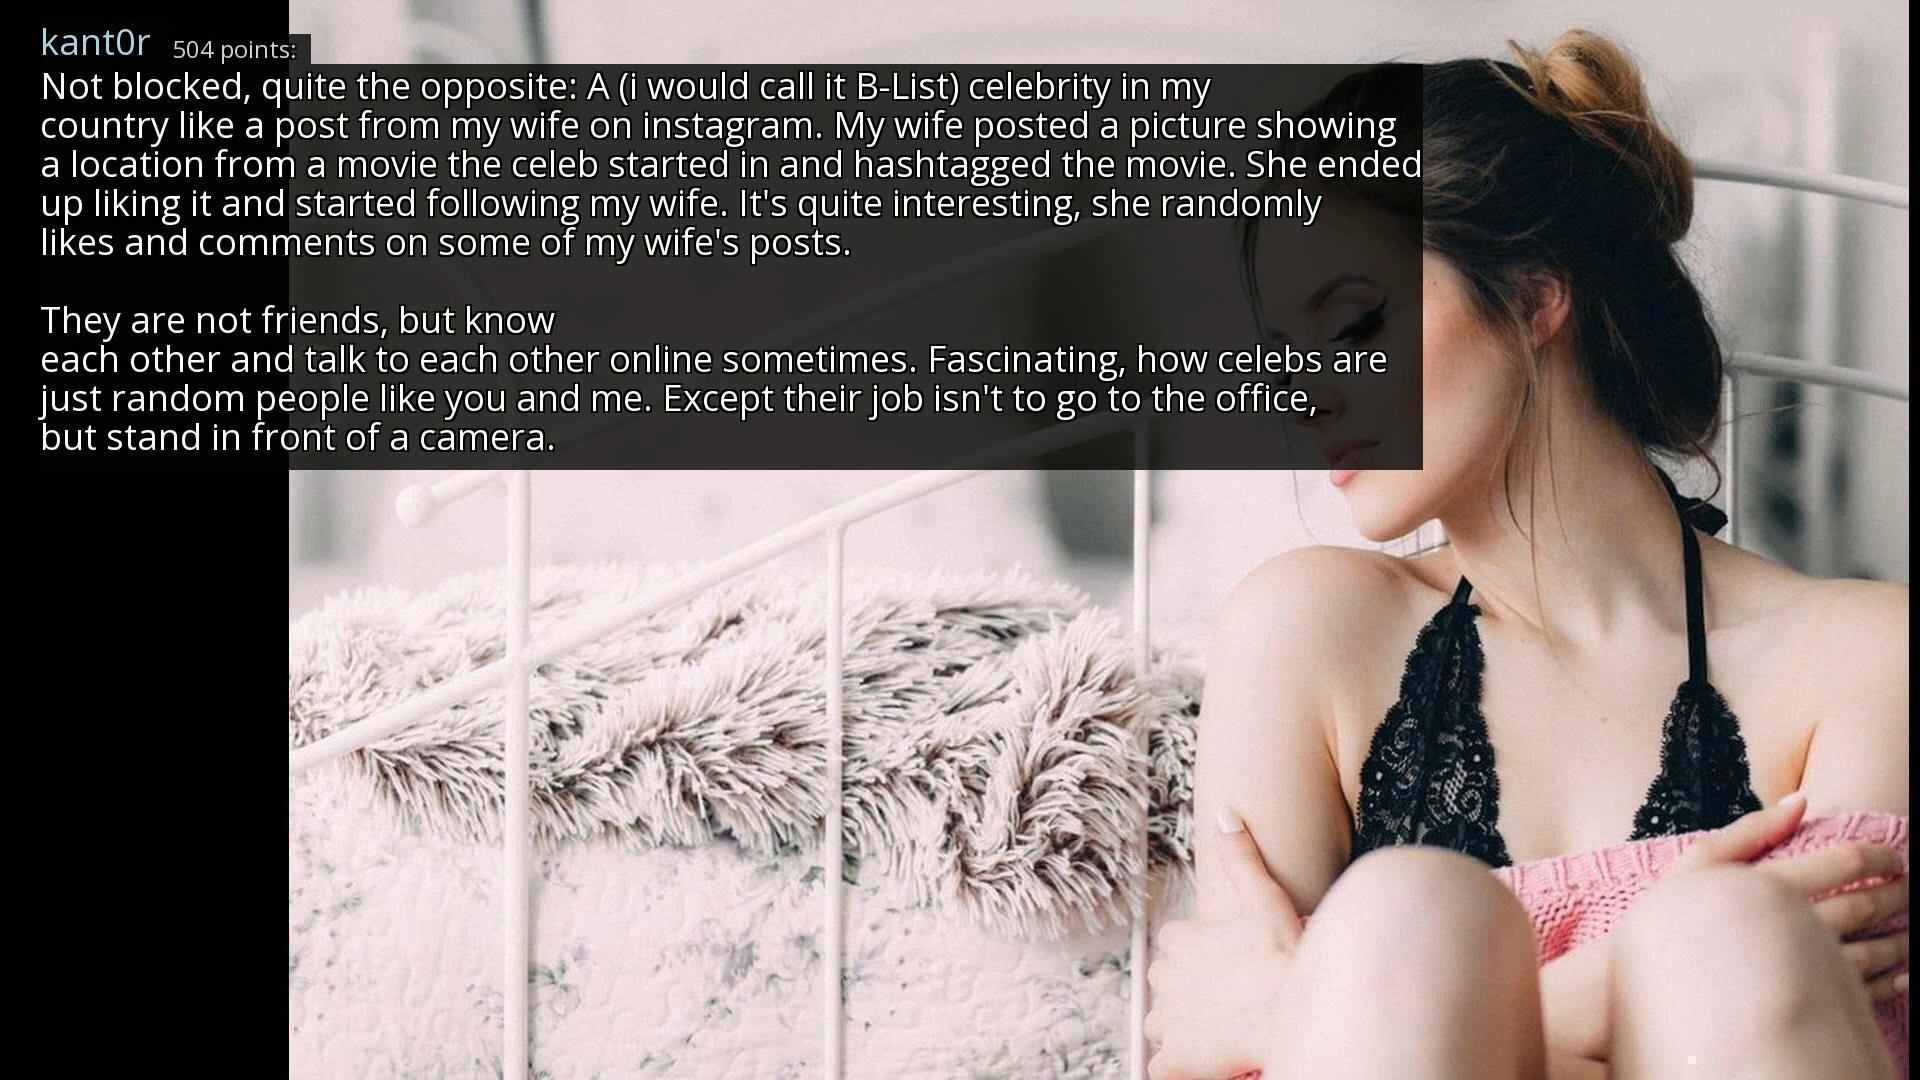 kant0r 504 points:
Not blocked, quite the opposite: A (i would call it B-List) celebrity in my
country like a post from my wife on instagram. My wife posted a picture showing
a location from a movie the celeb started in and hashtagged the movie. She ended
up liking it and started following my wife. It's quite interesting, she randomly
likes and comments on some of my wife's posts.
They are not friends, but know
each other and talk to each other online sometimes. Fascinating, how celebs are
just random people like you and me. Except their job isn't to go to the office,
but stand in front of a camera.